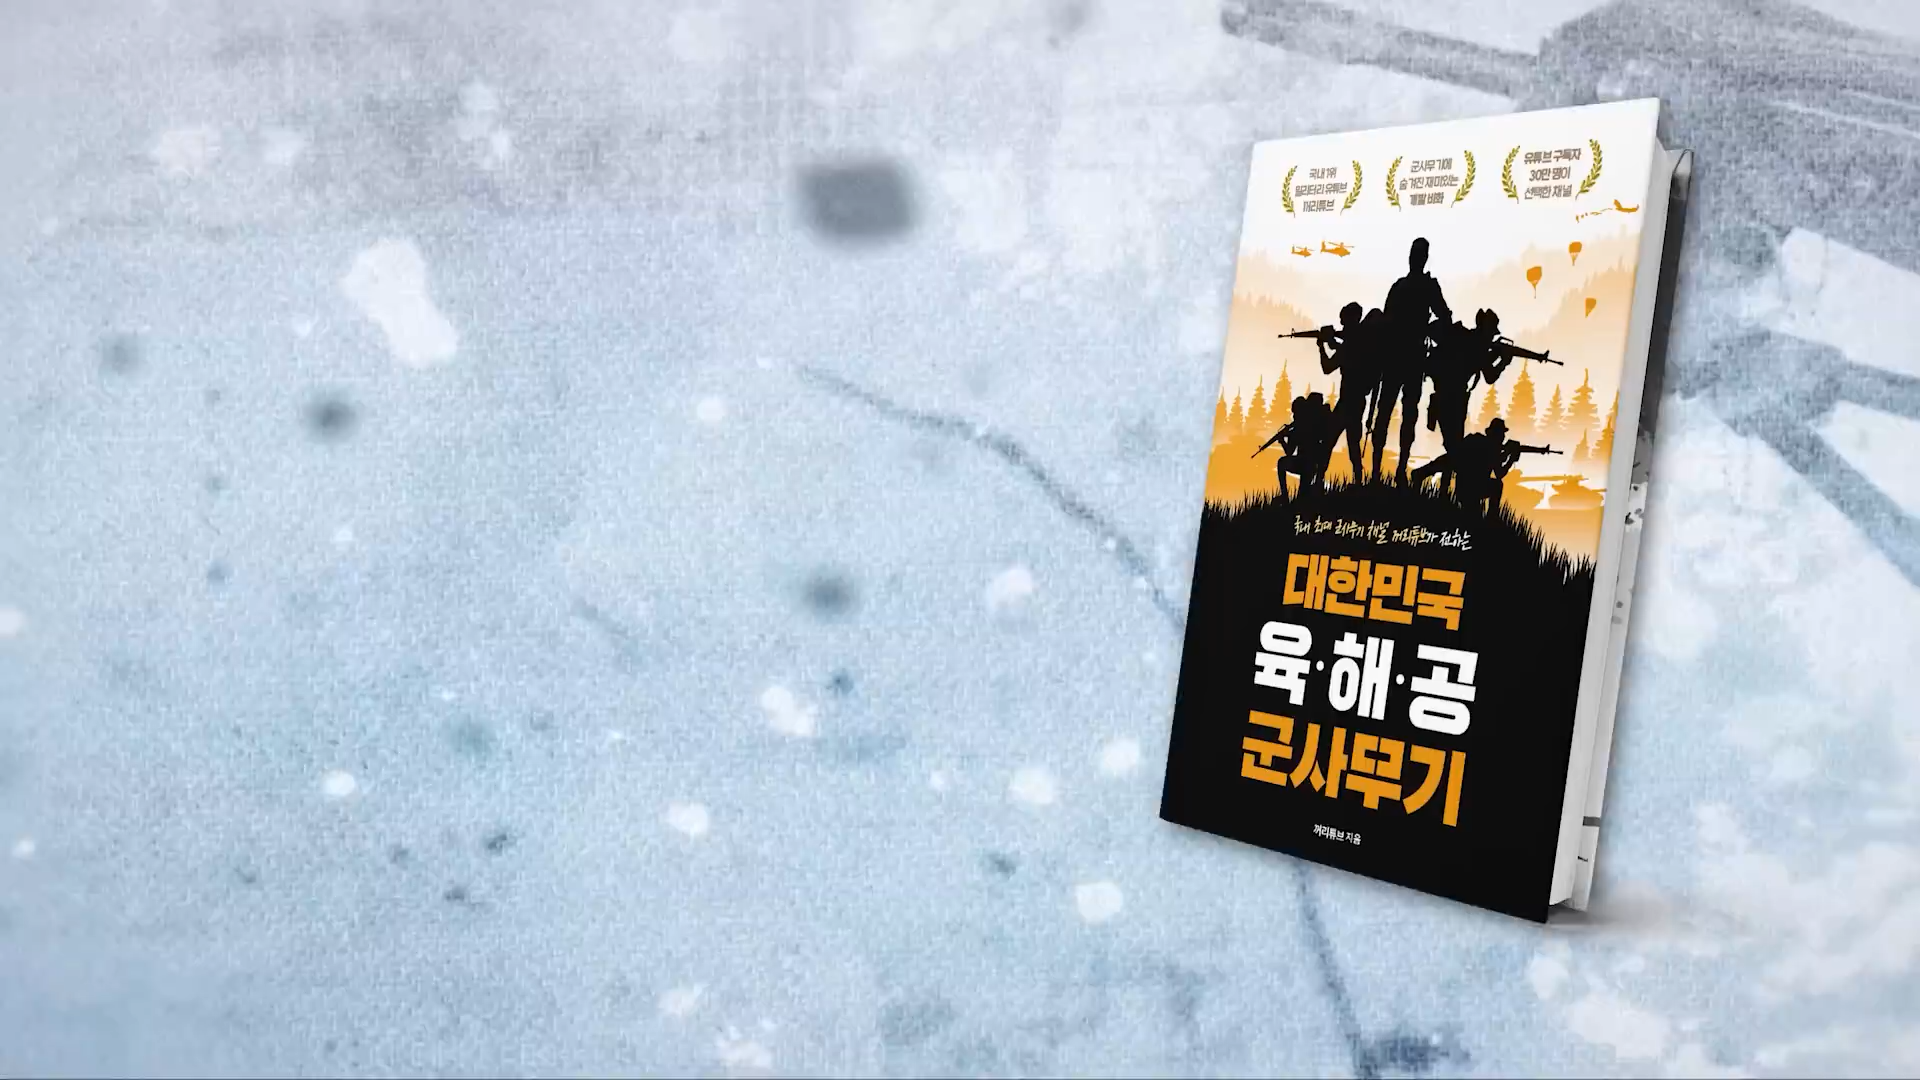 국내 1위
밀리터리 유튜브
꺼리튜브
군사무기에
숨겨진 재미있는
개발 비화
유튜브 구독자
30만 명이
선택한 채널
국내 최대 군사무기 채널 꺼리튜브가 전하는
대한민국
육·해·공
군사무기
꺼리튜브 지음